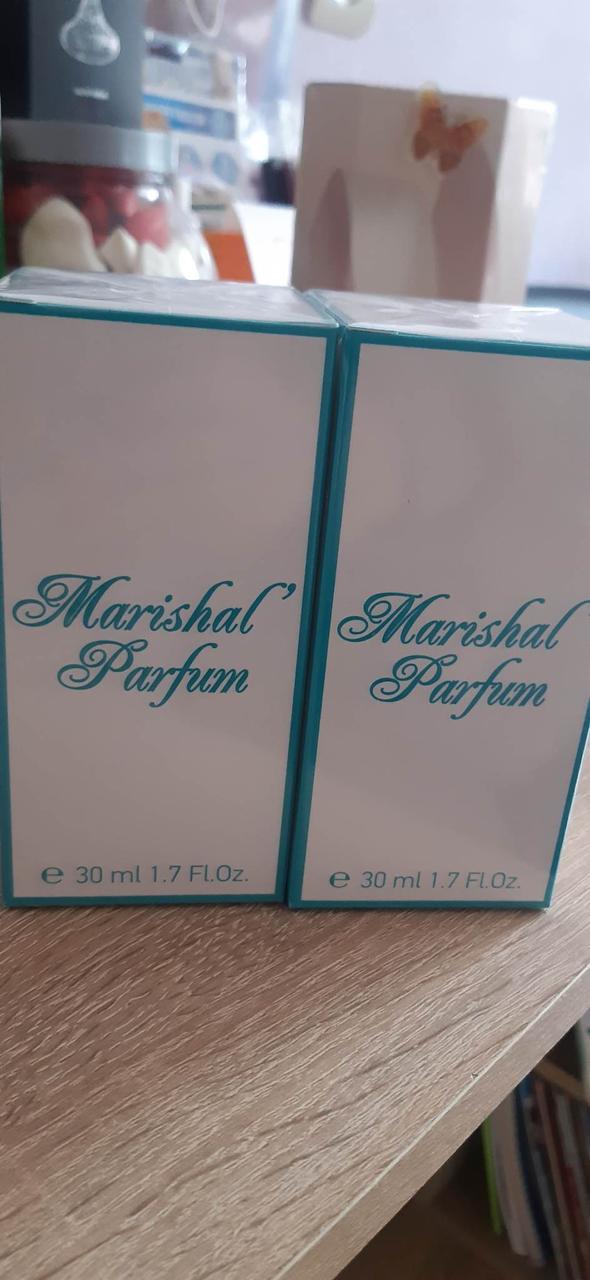 Marishal'
Parfum
℮ 30 ml 1.7 Fl.Oz.
Marishal
Parfum
℮ 30 ml 1.7 Fl.Oz.